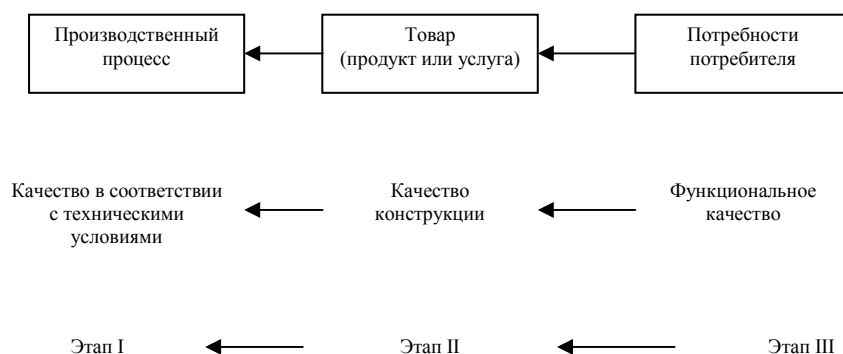 Производственный
процесс
Товар
(продукт или услуга)
Потребности
потребителя
Качество в соответствии
с техническими
условиями
Качество
конструкции
Функциональное
качество
Этап I
Этап II
Этап III